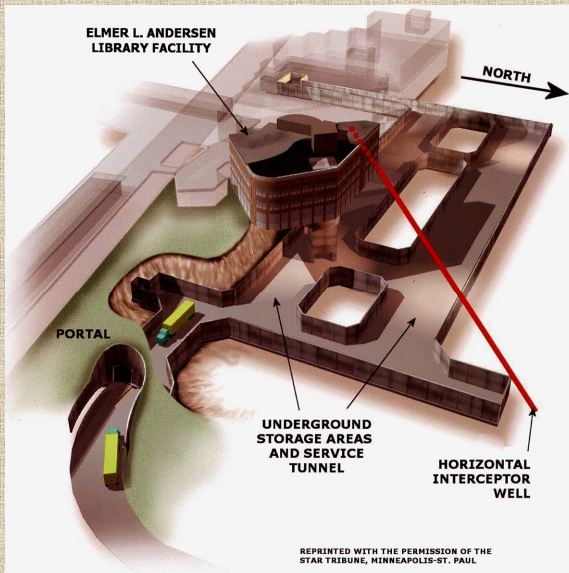 ELMER L. ANDERSEN
LIBRARY FACILITY
NORTH
PORTAL
UNDERGROUND
STORAGE AREAS
AND SERVICE
TUNNEL
HORIZONTAL
INTERCEPTOR
WELL
REPRINTED WITH THE PERMISSION OF THE
STAR TRIBUNE, MINNEAPOLIS-ST. PAUL